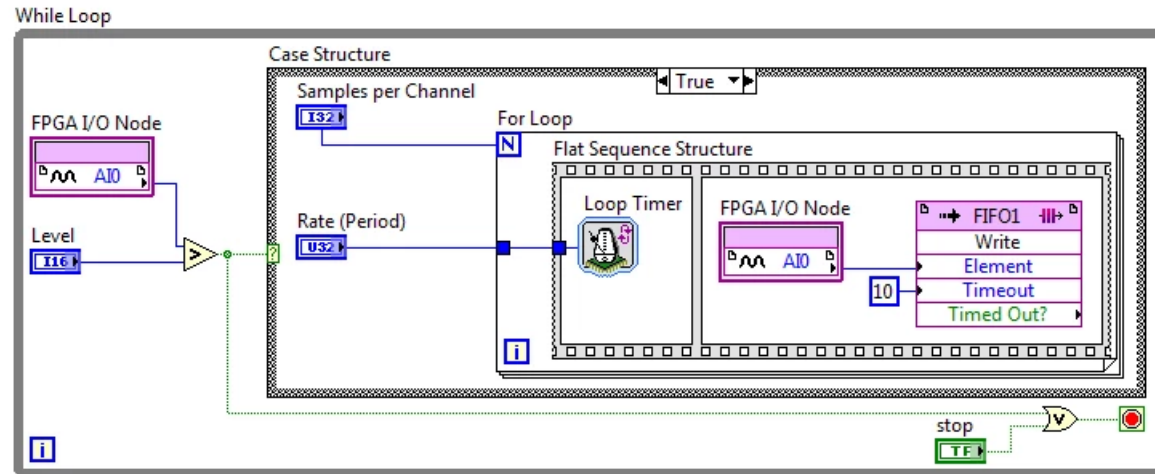 While Loop
Case Structure
True
Samples per Channel
I32
For Loop
N
FPGA I/O Node
AI0
Flat Sequence Structure
Loop Timer
FPGA I/O Node
AI0
FIFO1
Write
Element
10
Timeout
Timed Out?
Level
I16
>
?
Rate (Period)
U32
i
stop
TF
V
i